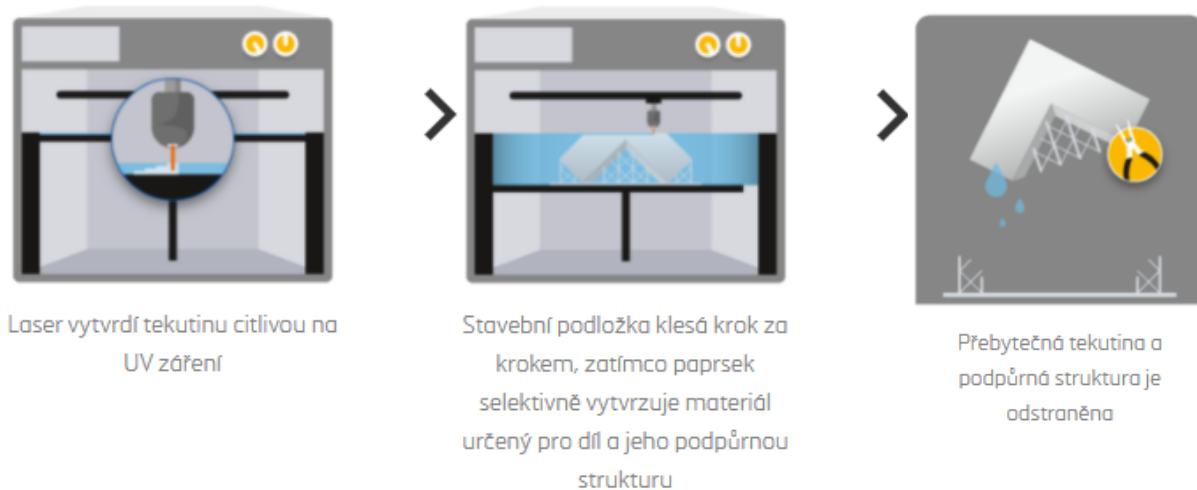 Laser vytvrdí tekutinu citlivou na
UV záření
Stavební podložka klesá krok za
krokem, zatímco paprsek
selektivně vytvrzuje materiál
určený pro díl a jeho podpůrnou
strukturu
Přebytečná tekutina a
podpůrná struktura je
odstraněna